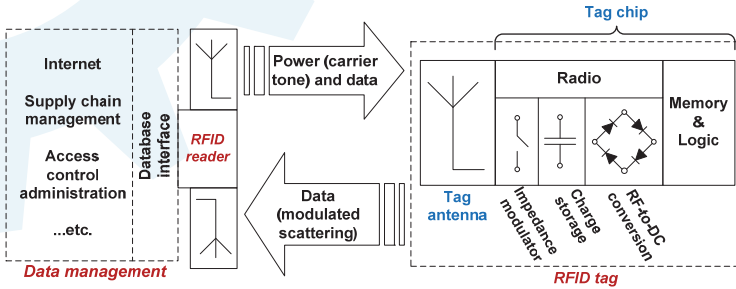 Internet
Supply chain
management
Access
control
administration
...etc.
Data management
Database
interface
RFID
reader
Power (carrier
tone) and data
Data
(modulated
scattering)
Tag chip
Radio
Memory
&
Logic
Tag
antenna
Impedance
modulator
Charge
storage
RF-to-DC
conversion
RFID tag